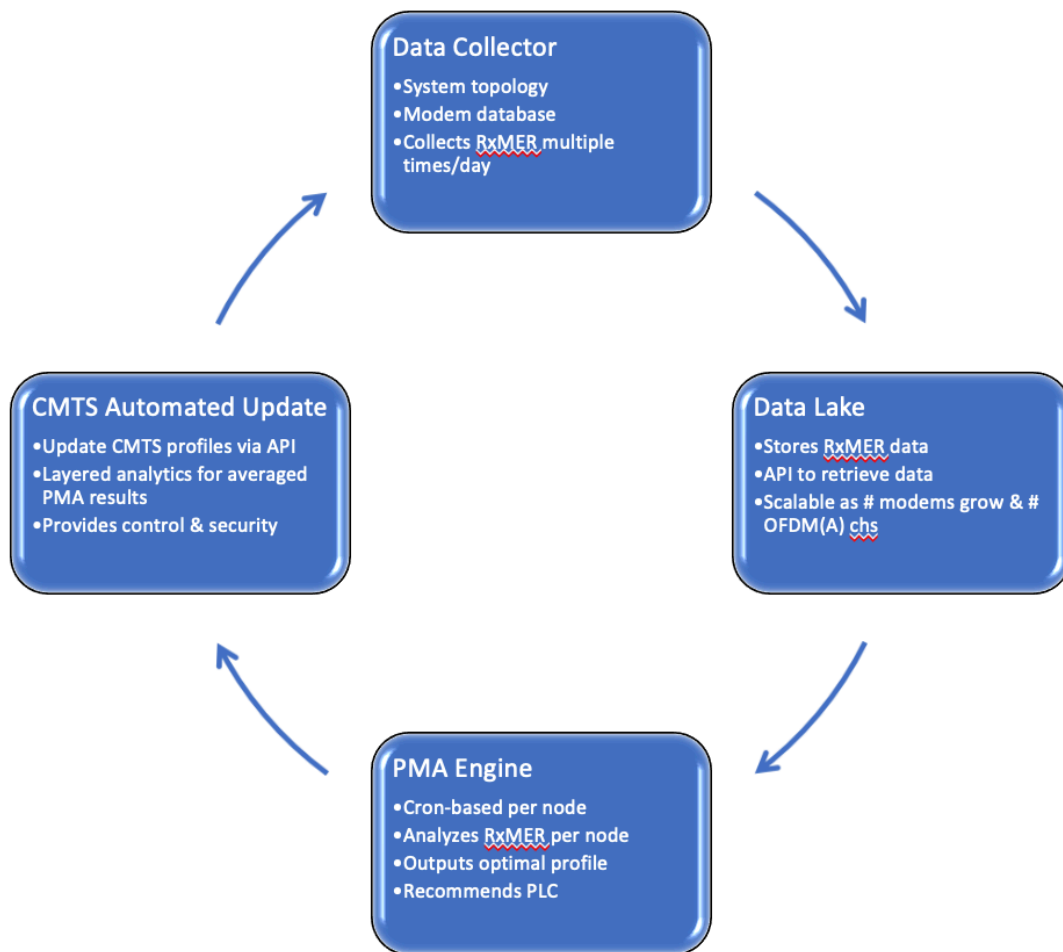 Data Collector
•System topology
•Modem database
•Collects RxMER multiple
times/day
CMTS Automated Update
•Update CMTS profiles via API
•Layered analytics for averaged
PMA results
•Provides control & security
Data Lake
•Stores RxMER data
•API to retrieve data
•Scalable as # modems grow & #
OFDM(A) chs
PMA Engine
•Cron-based per node
•Analyzes RxMER per node
•Outputs optimal profile
•Recommends PLC